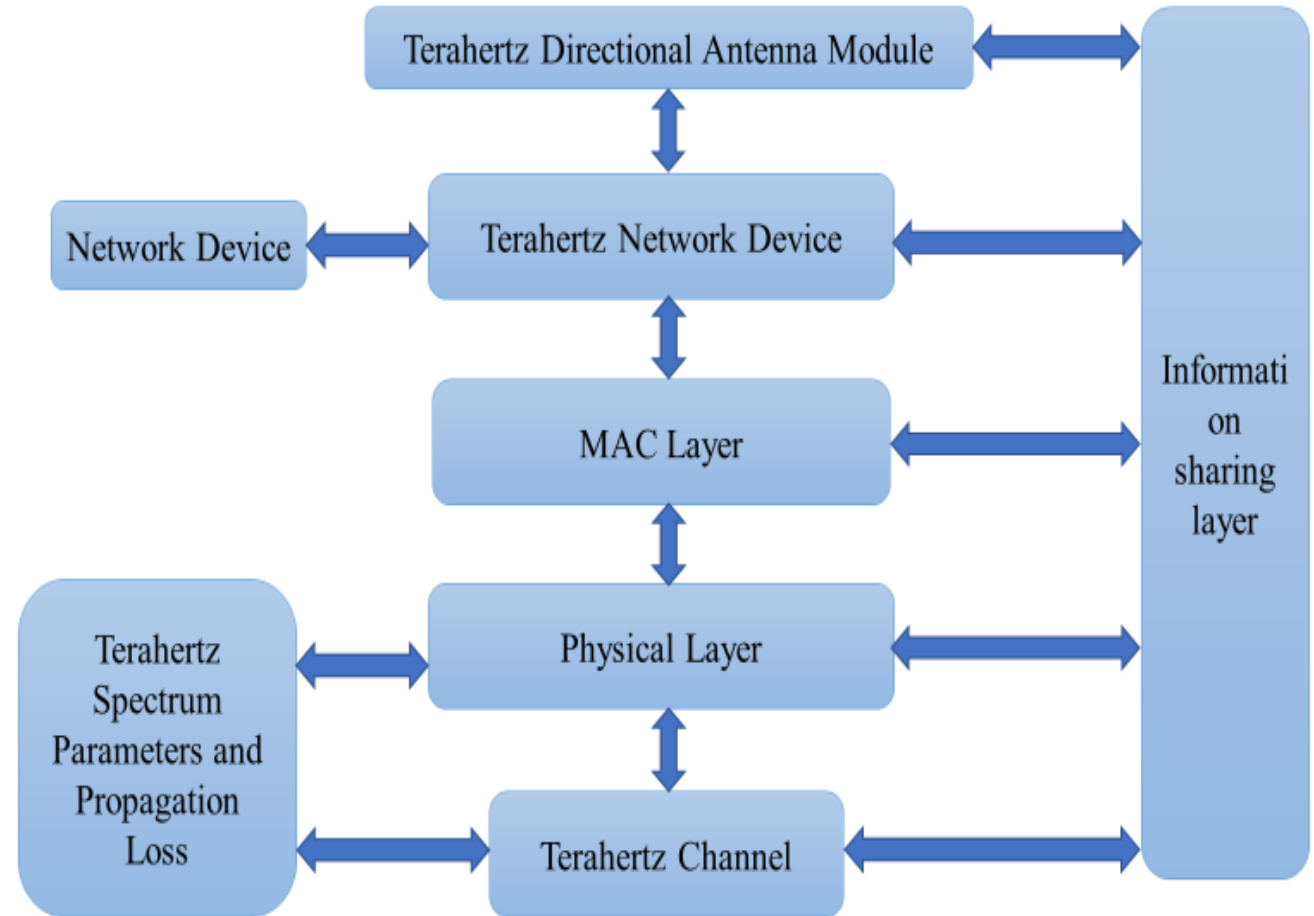 Terahertz Directional Antenna Module
Network Device
Terahertz Network Device
MAC Layer
Informati
on
sharing
layer
Physical Layer
Terahertz
Spectrum
Parameters and
Propagation
Loss
Terahertz Channel